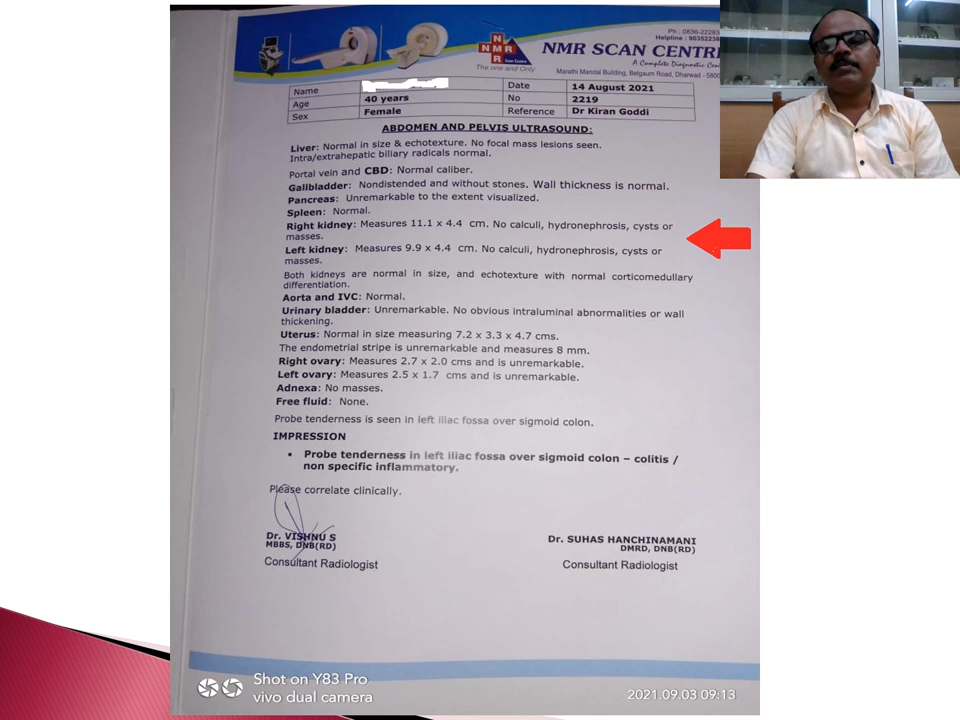 Ph : 0836-22283
Helpline : 90352238
NMR
NMR
Scan Centre
The one and Only
NMR SCAN CENTRE
A Complete Diagnostic Cen
Marathi Mandal Building, Belgaum Road, Dharwad - 5800
Name Date 14 August 2021
Age 40 years No 2219
Sex Female Reference Dr Kiran Goddi
ABDOMEN AND PELVIS ULTRASOUND:
Liver: Normal in size & echotexture. No focal mass lesions seen.
Intra/extrahepatic biliary radicals normal.
Portal vein and CBD: Normal caliber.
Gallbladder: Nondistended and without stones. Wall thickness is normal.
Pancreas: Unremarkable to the extent visualized.
Spleen: Normal.
Right kidney: Measures 11.1 x 4.4 cm. No calculi, hydronephrosis, cysts or
masses.
Left kidney: Measures 9.9 x 4.4 cm. No calculi, hydronephrosis, cysts or
masses.
Both kidneys are normal in size, and echotexture with normal corticomedullary
differentiation.
Aorta and IVC: Normal.
Urinary bladder: Unremarkable. No obvious intraluminal abnormalities or wall
thickening.
Uterus: Normal in size measuring 7.2 x 3.3 x 4.7 cms.
The endometrial stripe is unremarkable and measures 8 mm.
Right ovary: Measures 2.7 x 2.0 cms and is unremarkable.
Left ovary: Measures 2.5 x 1.7 cms and is unremarkable.
Adnexa: No masses.
Free fluid: None.
Probe tenderness is seen in left iliac fossa over sigmoid colon.
IMPRESSION
• Probe tenderness in left iliac fossa over sigmoid colon – colitis /
non specific inflammatory.
Please correlate clinically.
Dr. VISHNU S
MBBS, DNB(RD)
Consultant Radiologist
Dr. SUHAS HANCHINAMANI
DMRD, DNB(RD)
Consultant Radiologist
Shot on Y83 Pro
vivo dual camera
2021.09.03 09:13